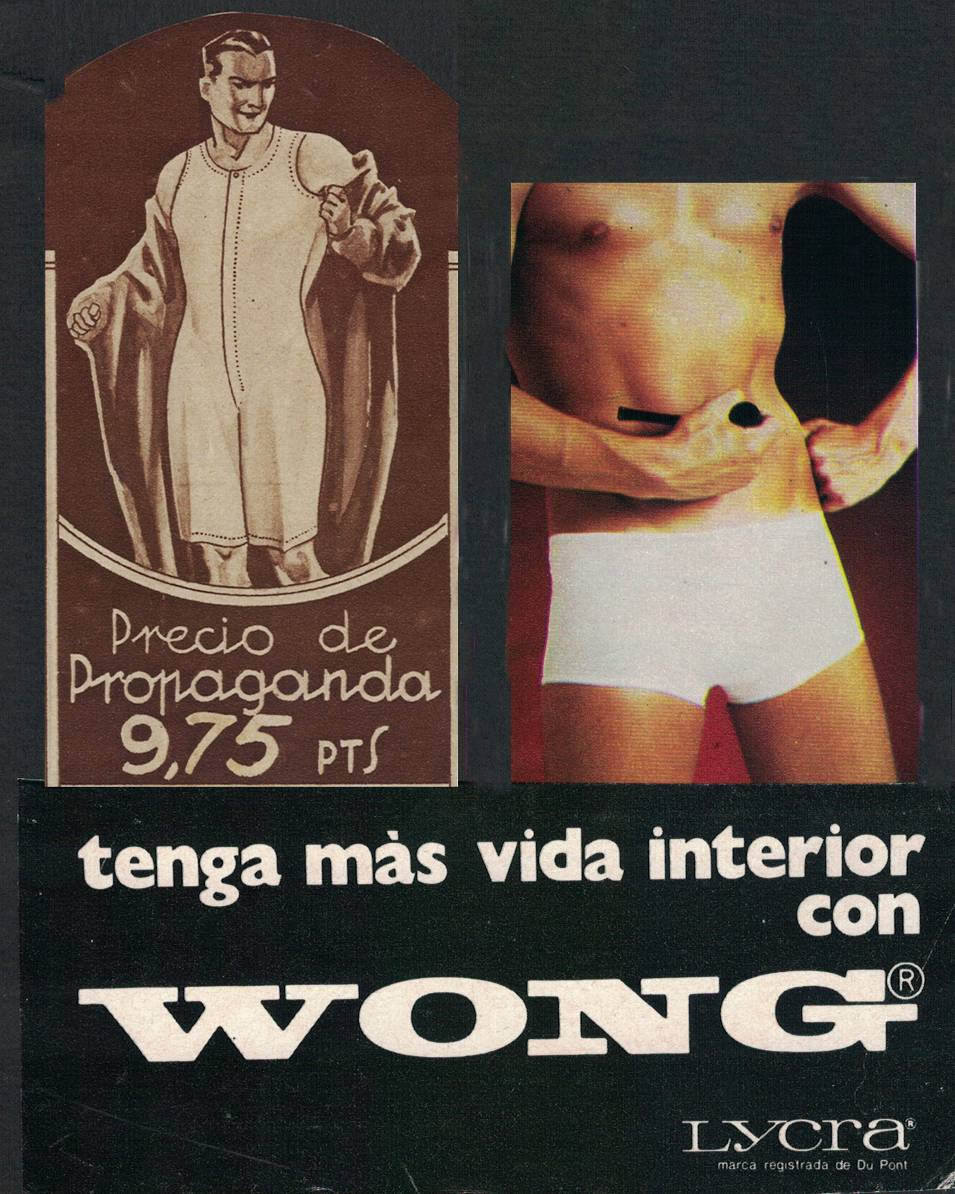 Precio de
Propaganda
9,75 PTS
tenga màs vida interior
con
WONG®
LYCRA®
marca registrada de Du Pont